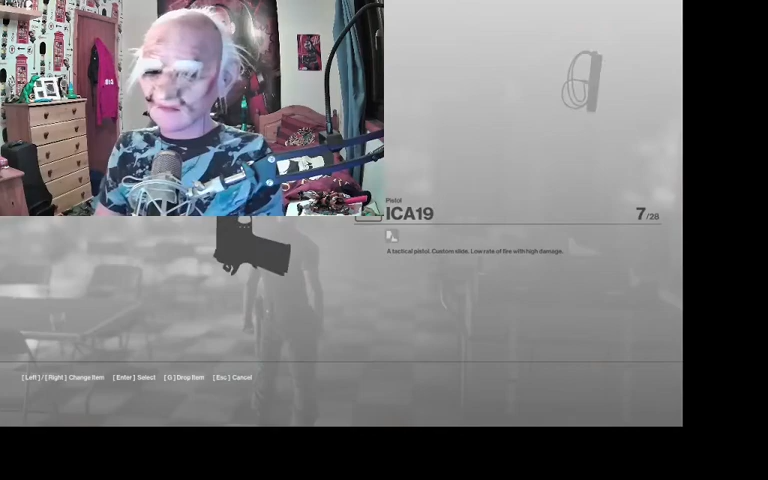 Pistol
ICA19
7/28
A tactical pistol. Custom slide. Low rate of fire with high damage.
[Left]/[Right] Change Item [Enter] Select [G] Drop Item [Esc] Cancel